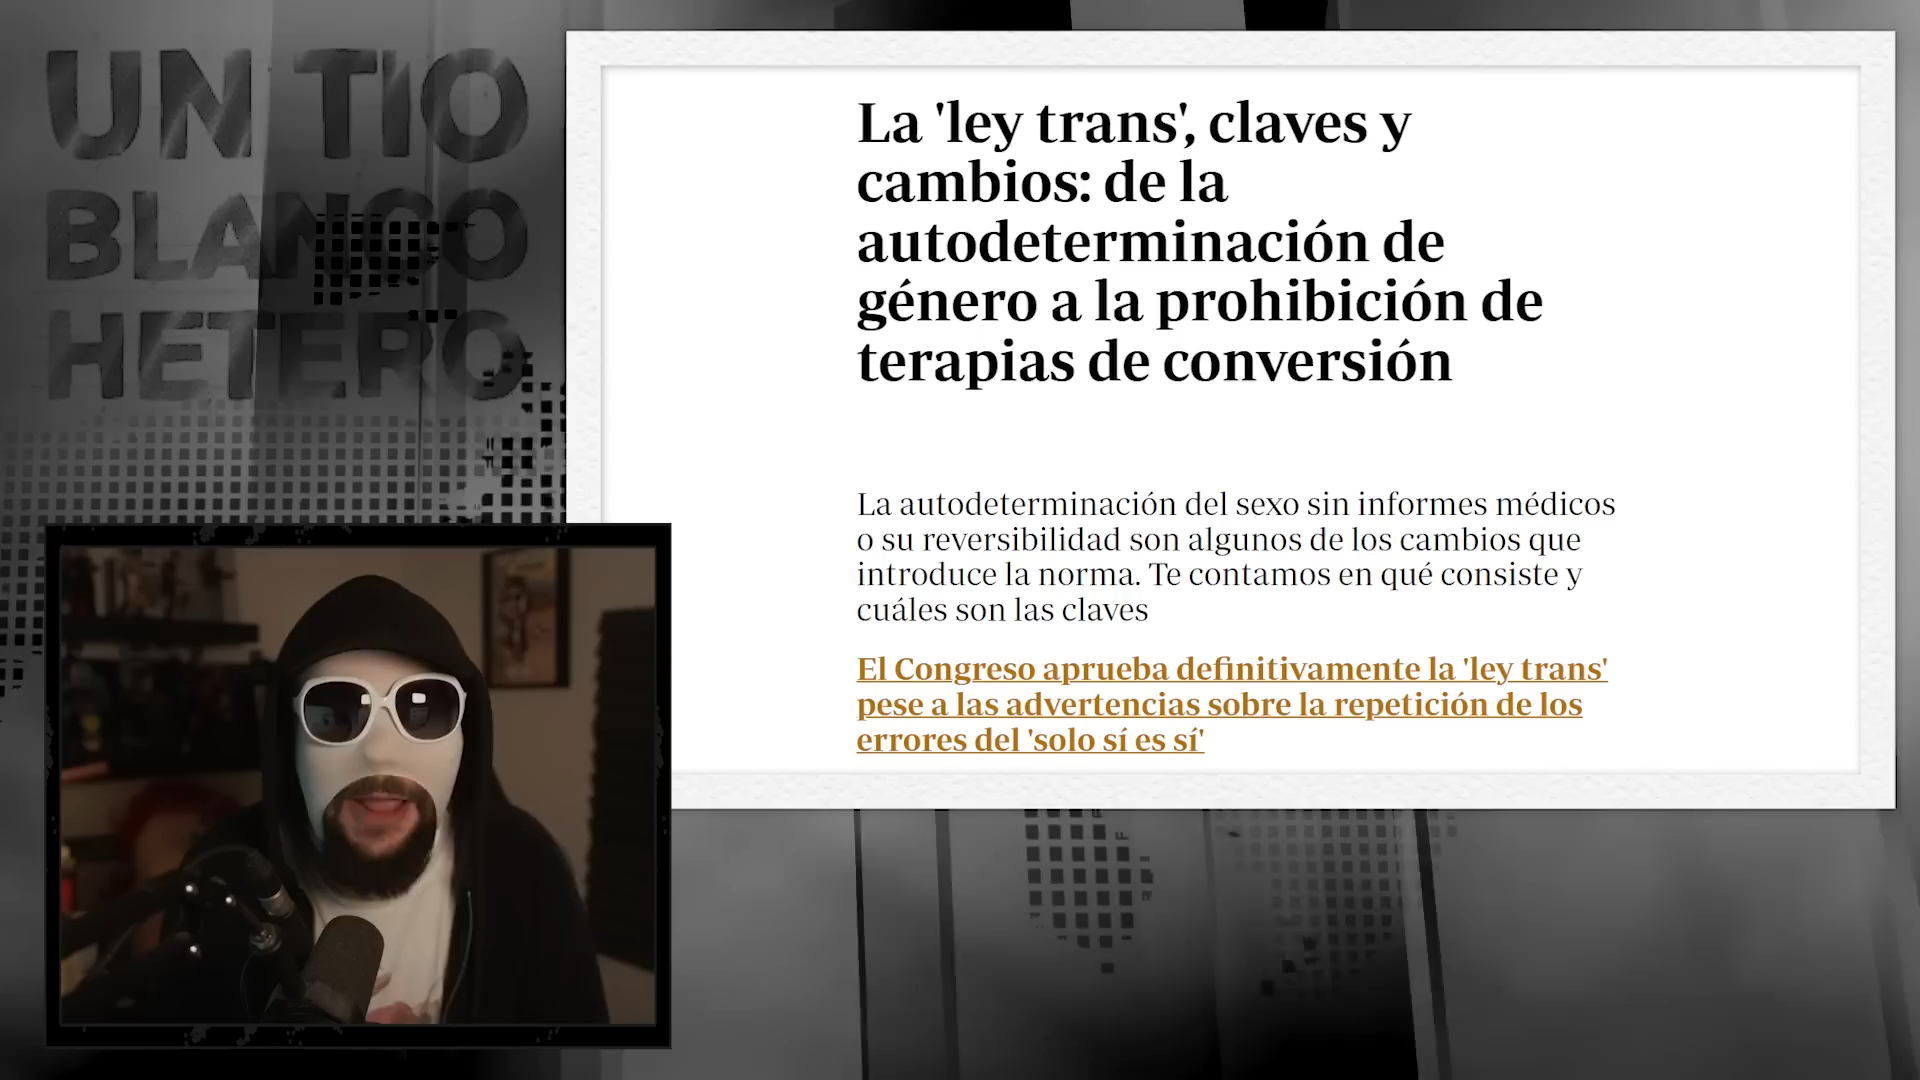 UN TIO
BLANCO
HETERO
La 'ley trans', claves y
cambios: de la
autodeterminación de
género a la prohibición de
terapias de conversión
La autodeterminación del sexo sin informes médicos
o su reversibilidad son algunos de los cambios que
introduce la norma. Te contamos en qué consiste y
cuáles son las claves
El Congreso aprueba definitivamente la 'ley trans'
pese a las advertencias sobre la repetición de los
errores del 'solo sí es sí'